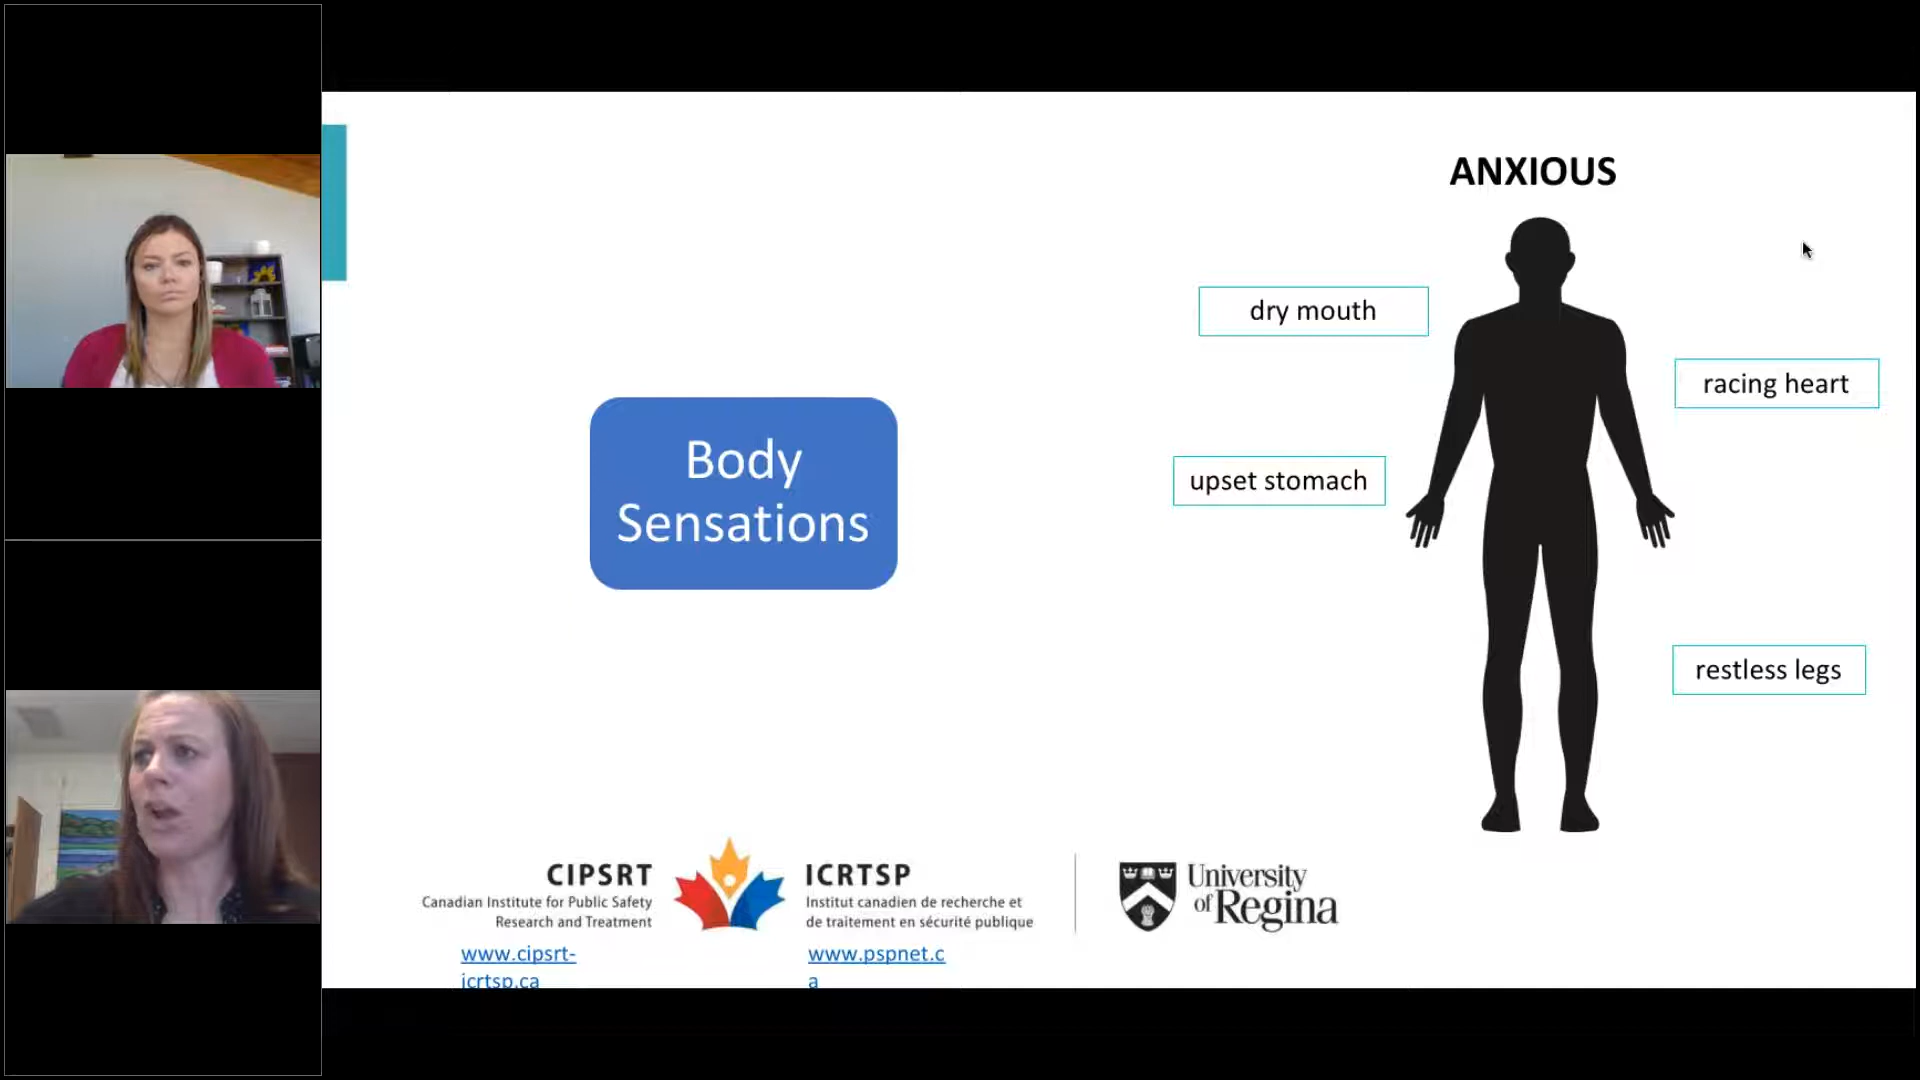 ANXIOUS
dry mouth
racing heart
Body
Sensations
upset stomach
restless legs
CIPSRT
Canadian Institute for Public Safety
Research and Treatment
www.cipsrt-
icrtsp.ca
ICRTSP
Institut canadien de recherche et
de traitement en sécurité publique
www.pspnet.c
a
University
of Regina